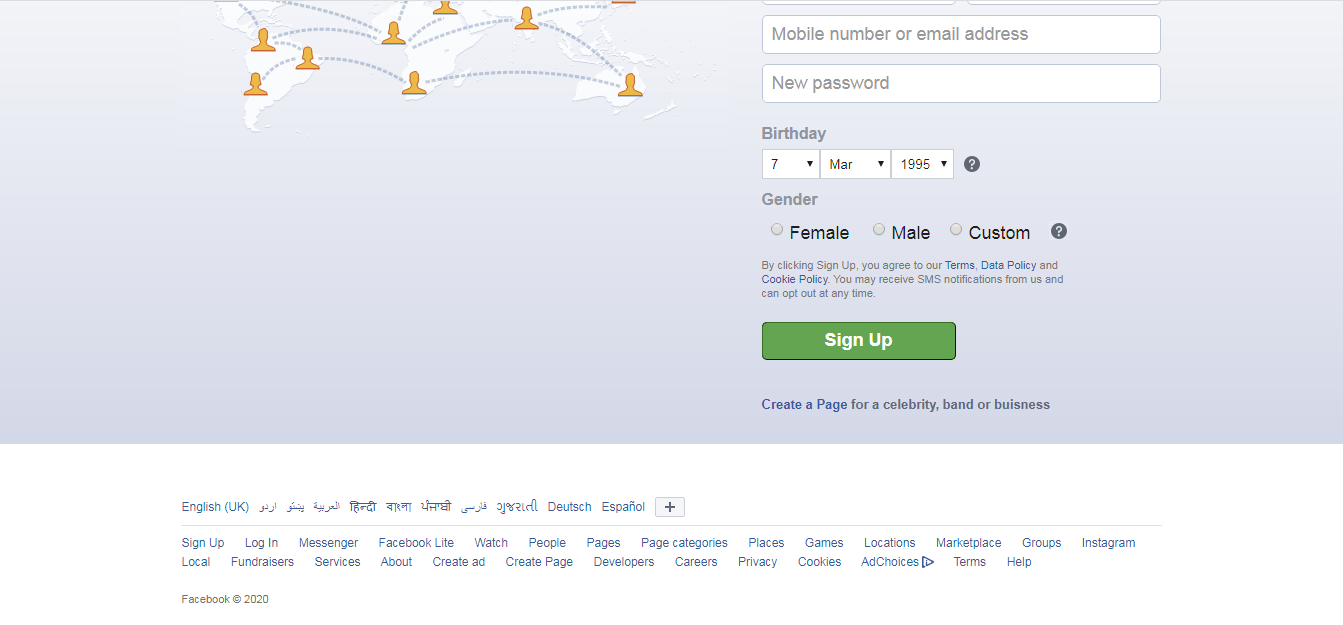 Mobile number or email address
New password
Birthday
7 Mar 1995 ?
Gender
Female Male Custom ?
By clicking Sign Up, you agree to our Terms, Data Policy and
Cookie Policy. You may receive SMS notifications from us and
can opt out at any time.
Sign Up
Create a Page for a celebrity, band or buisness
English (UK) اردو پښتو العربية हिन्दी বাংলা ਪੰਜਾਬੀ فارسی ગુજરાતી Deutsch Español +
Sign Up Log In Messenger Facebook Lite Watch People Pages Page categories Places Games Locations Marketplace Groups Instagram
Local Fundraisers Services About Create ad Create Page Developers Careers Privacy Cookies AdChoices Terms Help
Facebook © 2020